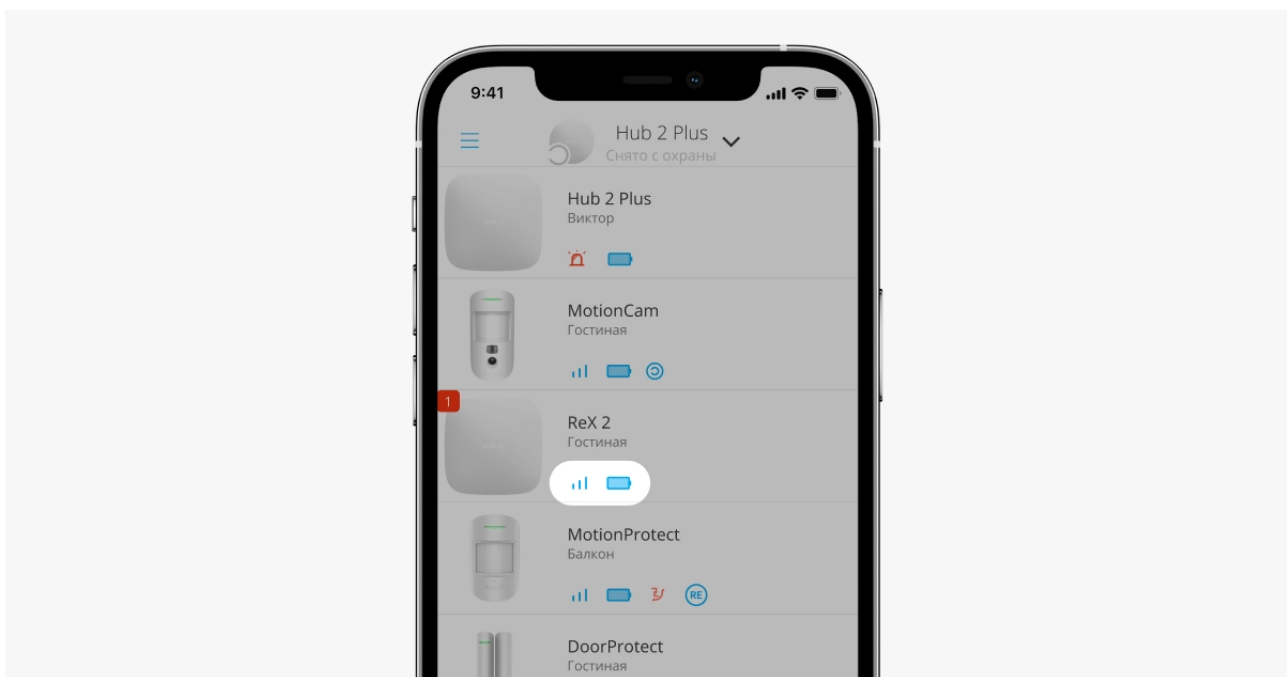 9:41
Hub 2 Plus
Снято с охраны
Hub 2 Plus
Виктор
MotionCam
Гостиная
1
ReX 2
Гостиная
MotionProtect
Балкон
RE
DoorProtect
Гостиная